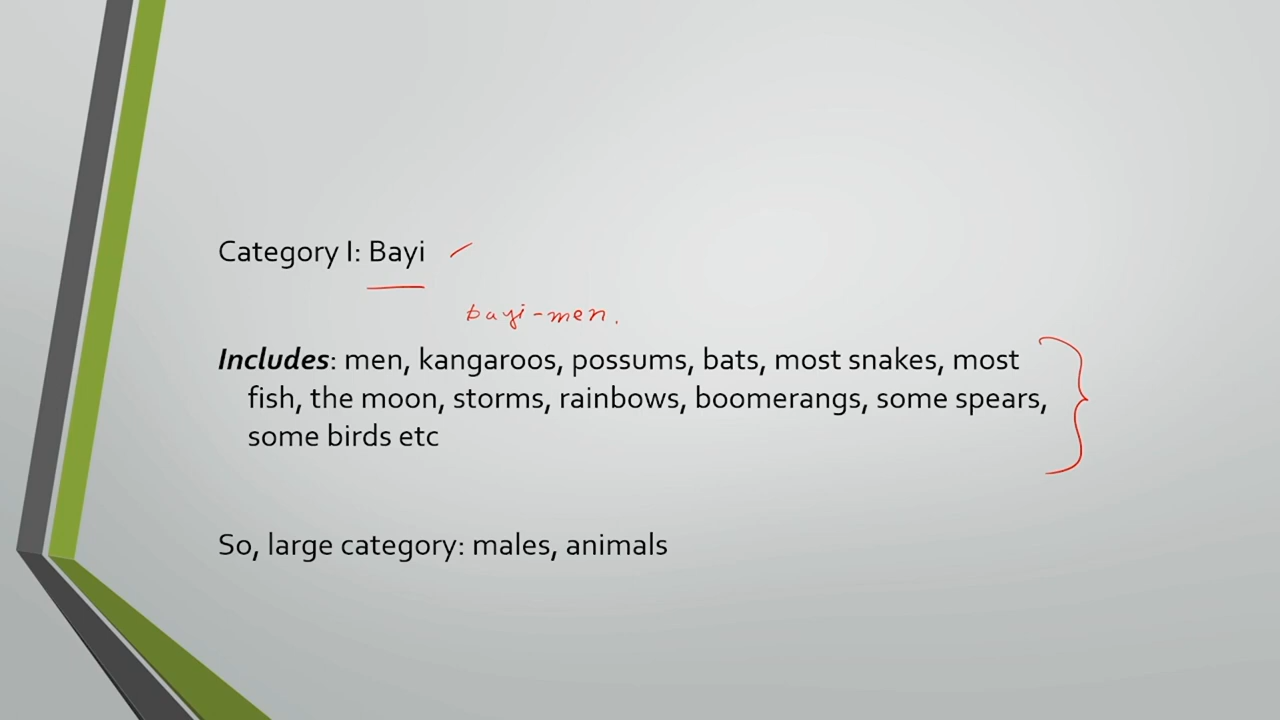 Category I: Bayi
bayi-men.
Includes: men, kangaroos, possums, bats, most snakes, most
fish, the moon, storms, rainbows, boomerangs, some spears,
some birds etc
So, large category: males, animals